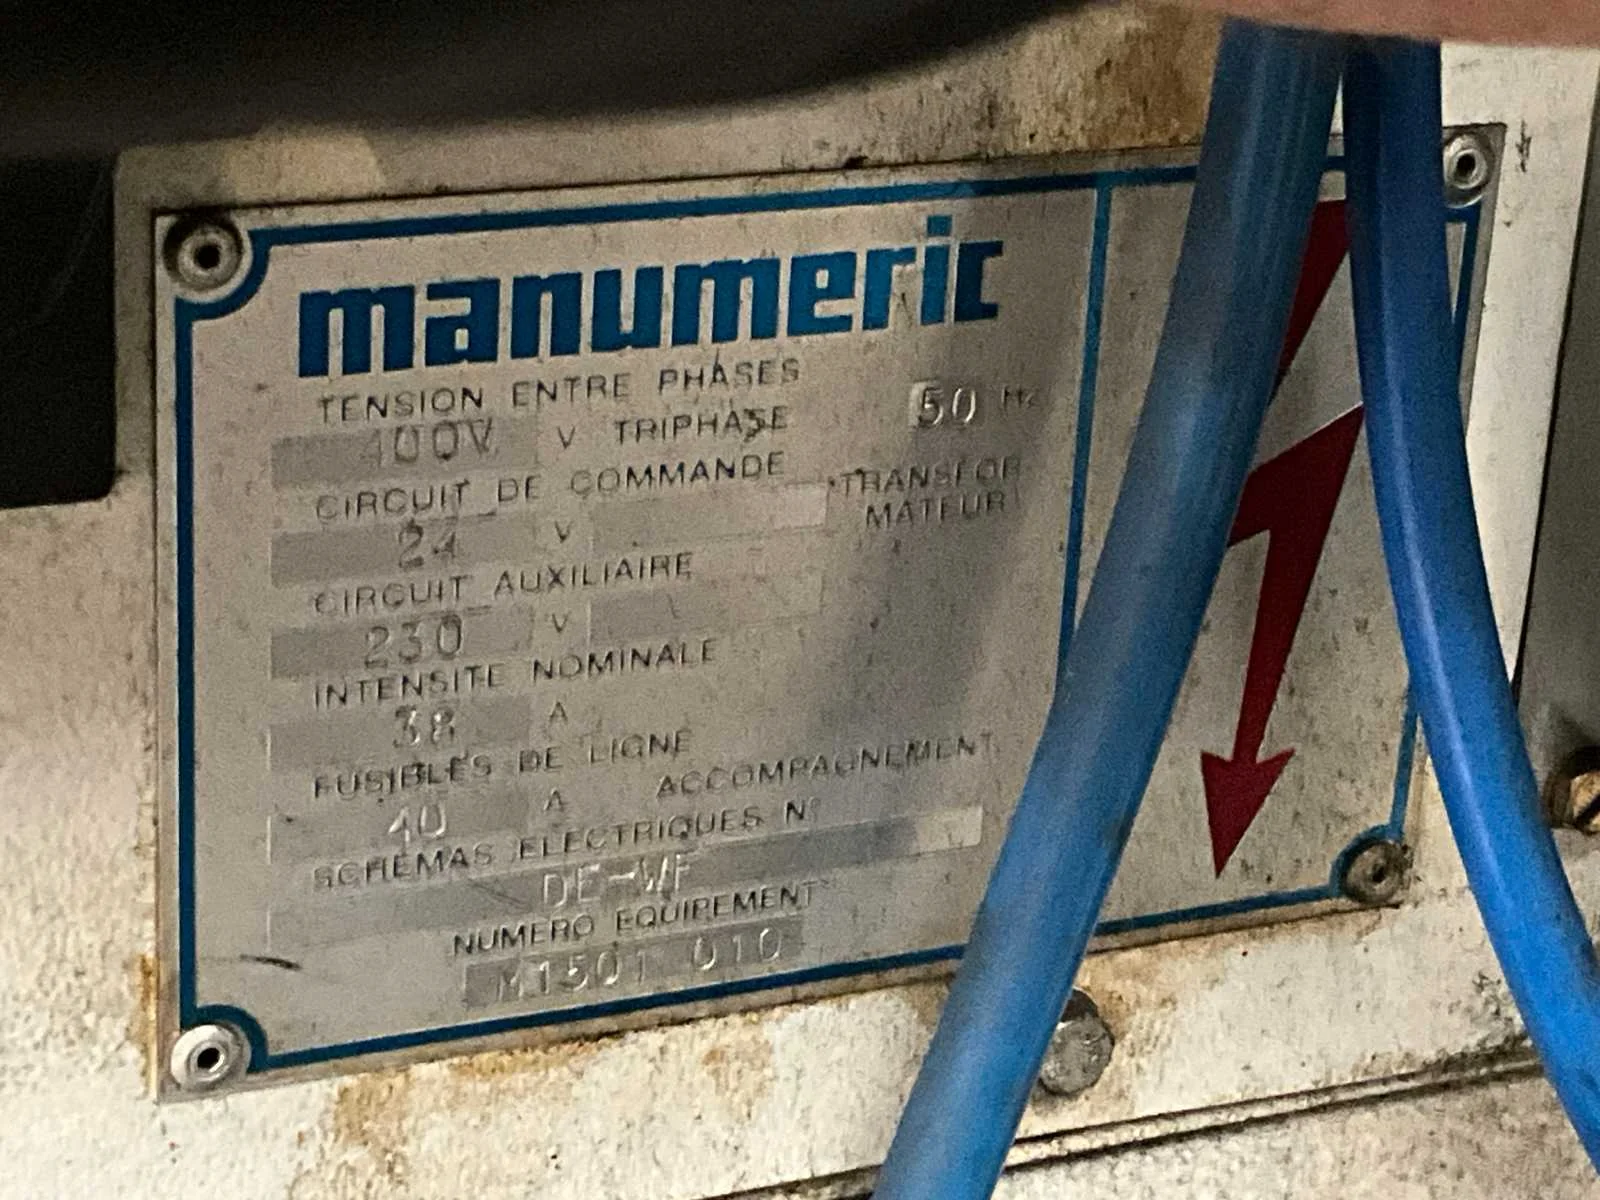 manumeric
TENSION ENTRE PHASES
400V V TRIPHASE 50 Hz
CIRCUIT DE COMMANDE TRANSFOR
24 V MATEUR
CIRCUIT AUXILIAIRE
230 V
INTENSITE NOMINALE
38 A
FUSIBLES DE LIGNE
40 A ACCOMPAGNEMENT
SCHEMAS ELECTRIQUES N°
DE-WF
NUMERO EQUIPEMENT
M1501 010